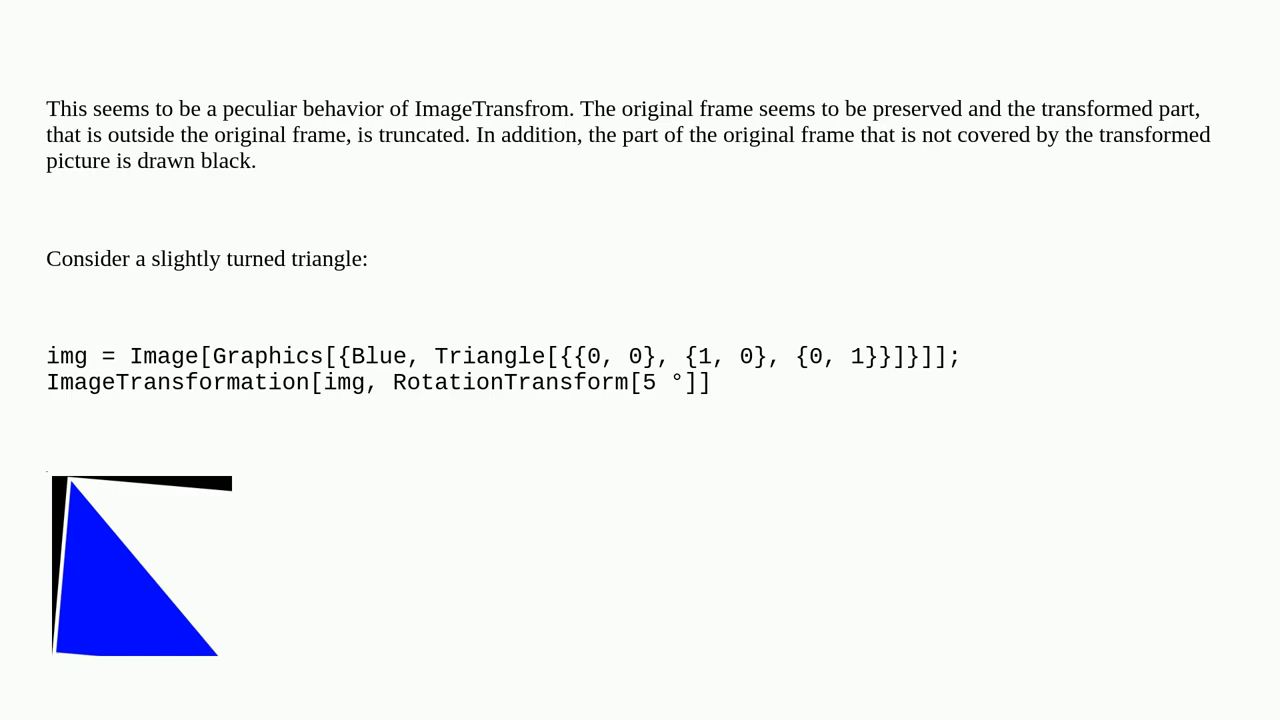 This seems to be a peculiar behavior of ImageTransfrom. The original frame seems to be preserved and the transformed part,
that is outside the original frame, is truncated. In addition, the part of the original frame that is not covered by the transformed
picture is drawn black.
Consider a slightly turned triangle:
img = Image[Graphics[{Blue, Triangle[{{0, 0}, {1, 0}, {0, 1}}]}]];
ImageTransformation[img, RotationTransform[5 °]]